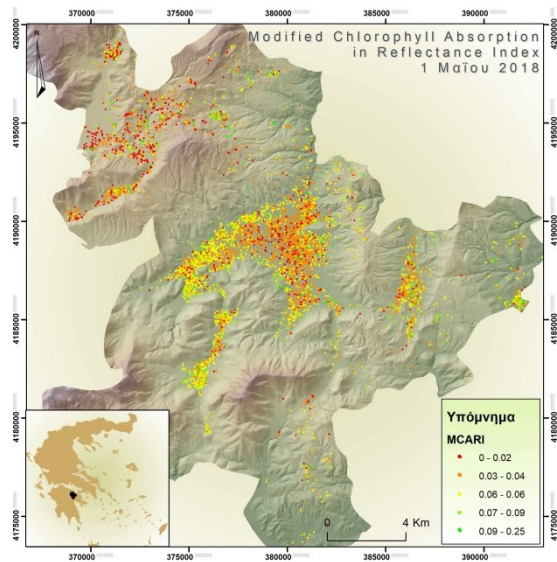 370000 375000 380000 385000 390000
Modified Chlorophyll Absorption
in Reflectance Index
1 Μαΐου 2018
N
4200000 4200000
4195000 4195000
4190000 4190000
4185000 4185000
4180000 4180000
4175000 4175000
Υπόμνημα
MCARI
0 - 0.02
0.03 - 0.04
0.06 - 0.06
0.07 - 0.09
0.09 - 0.25
0 4 Km
370000 375000 380000 385000 390000